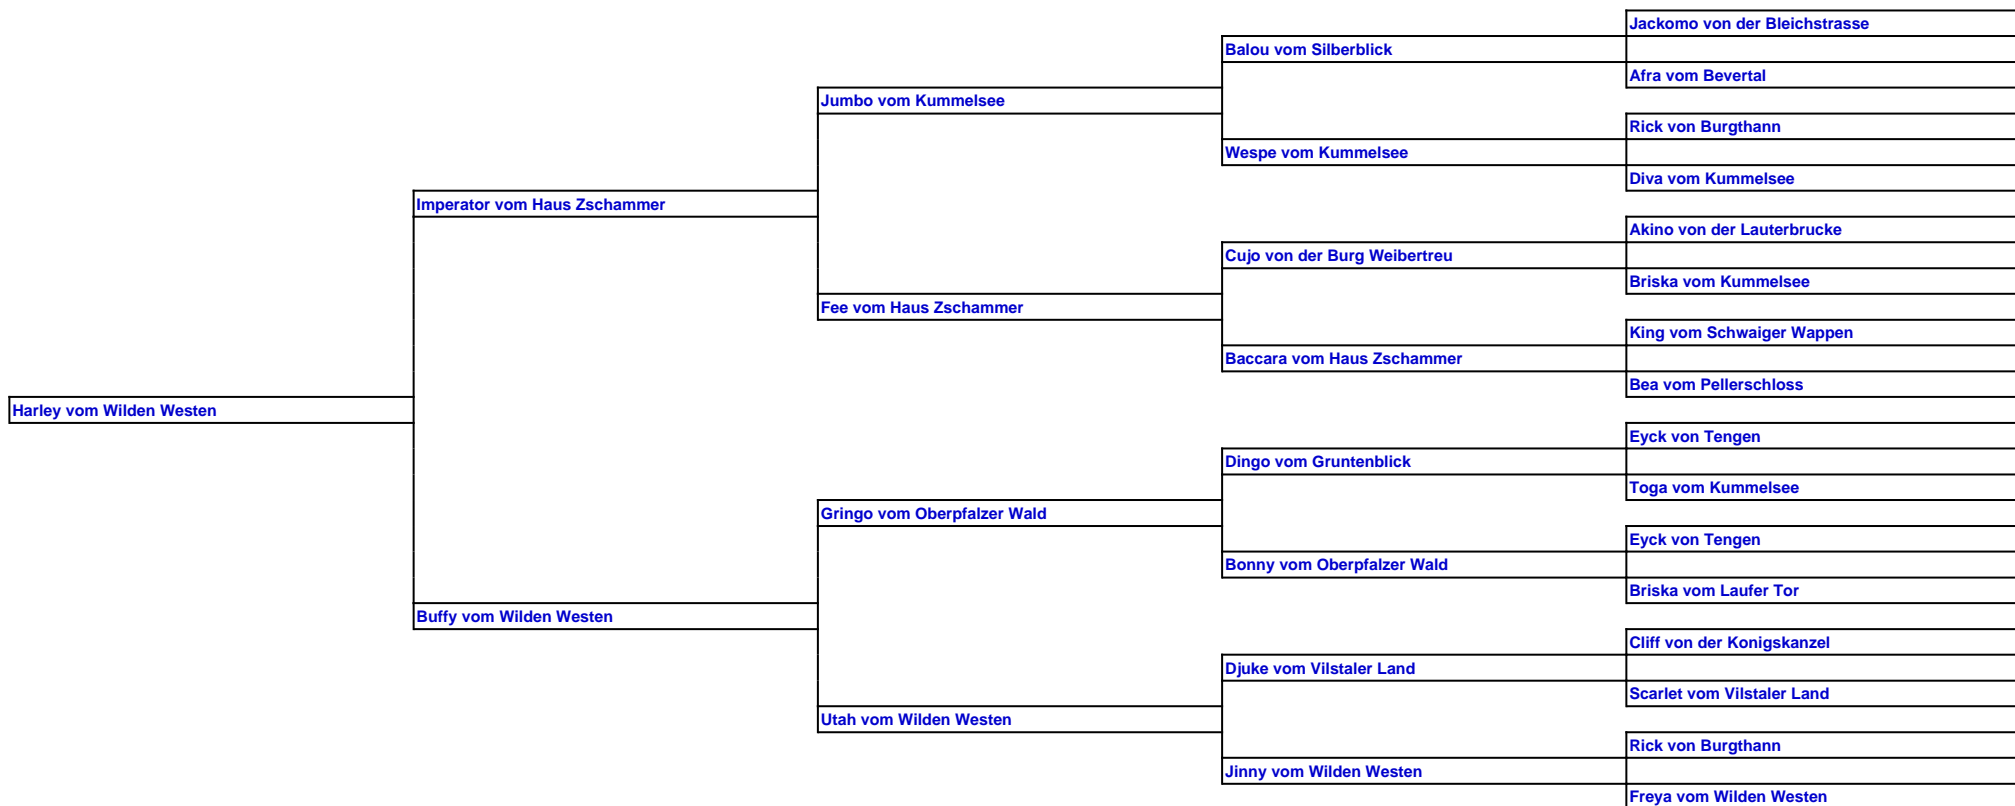 Jackomo von der Bleichstrasse
Balou vom Silberblick
Afra vom Bevertal
Jumbo vom Kummelsee
Rick von Burgthann
Wespe vom Kummelsee
Diva vom Kummelsee
Imperator vom Haus Zschammer
Akino von der Lauterbrucke
Cujo von der Burg Weibertreu
Briska vom Kummelsee
Fee vom Haus Zschammer
King vom Schwaiger Wappen
Baccara vom Haus Zschammer
Bea vom Pellerschloss
Harley vom Wilden Westen
Eyck von Tengen
Dingo vom Gruntenblick
Toga vom Kummelsee
Gringo vom Oberpfalzer Wald
Eyck von Tengen
Bonny vom Oberpfalzer Wald
Briska vom Laufer Tor
Buffy vom Wilden Westen
Cliff von der Konigskanzel
Djuke vom Vilstaler Land
Scarlet vom Vilstaler Land
Utah vom Wilden Westen
Rick von Burgthann
Jinny vom Wilden Westen
Freya vom Wilden Westen